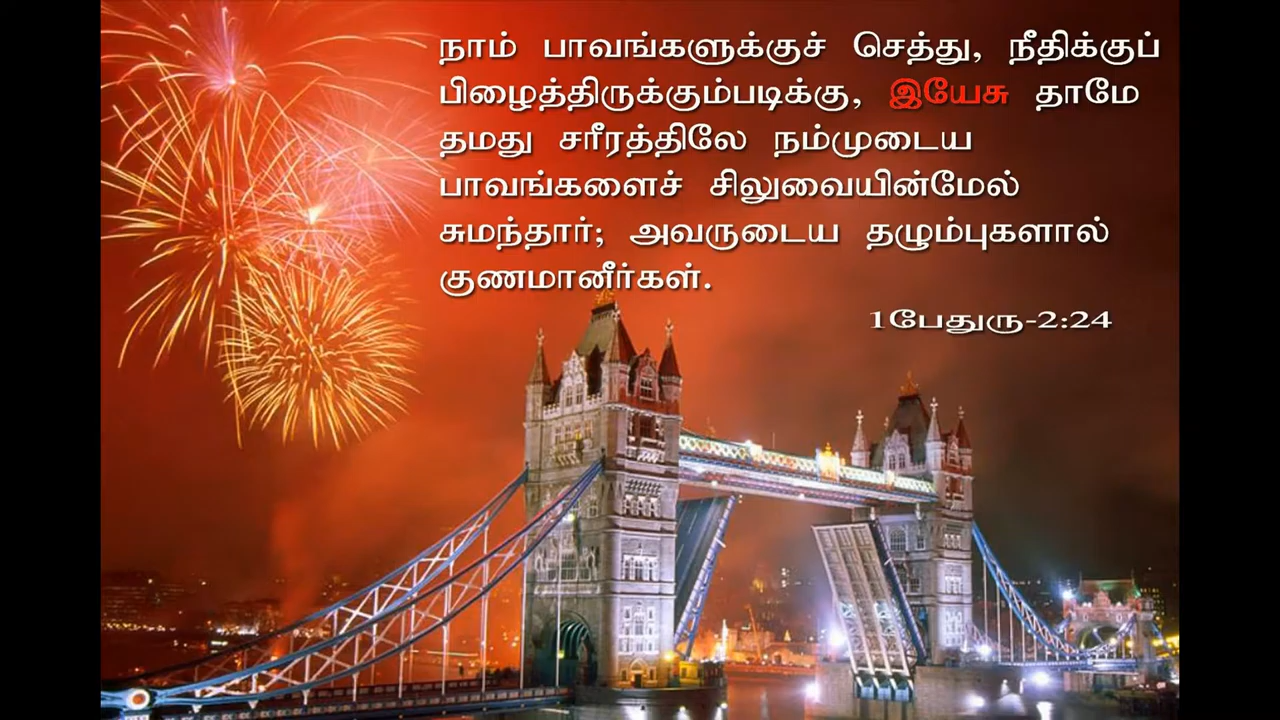 நாம் பாவங்களுக்குச் செத்து, நீதிக்குப்
பிழைத்திருக்கும்படிக்கு, இயேசு தாமே
தமது சரீரத்திலே நம்முடைய
பாவங்களைச் சிலுவையின்மேல்
சுமந்தார்; அவருடைய தழும்புகளால்
குணமானீர்கள்.
1பேதுரு-2:24